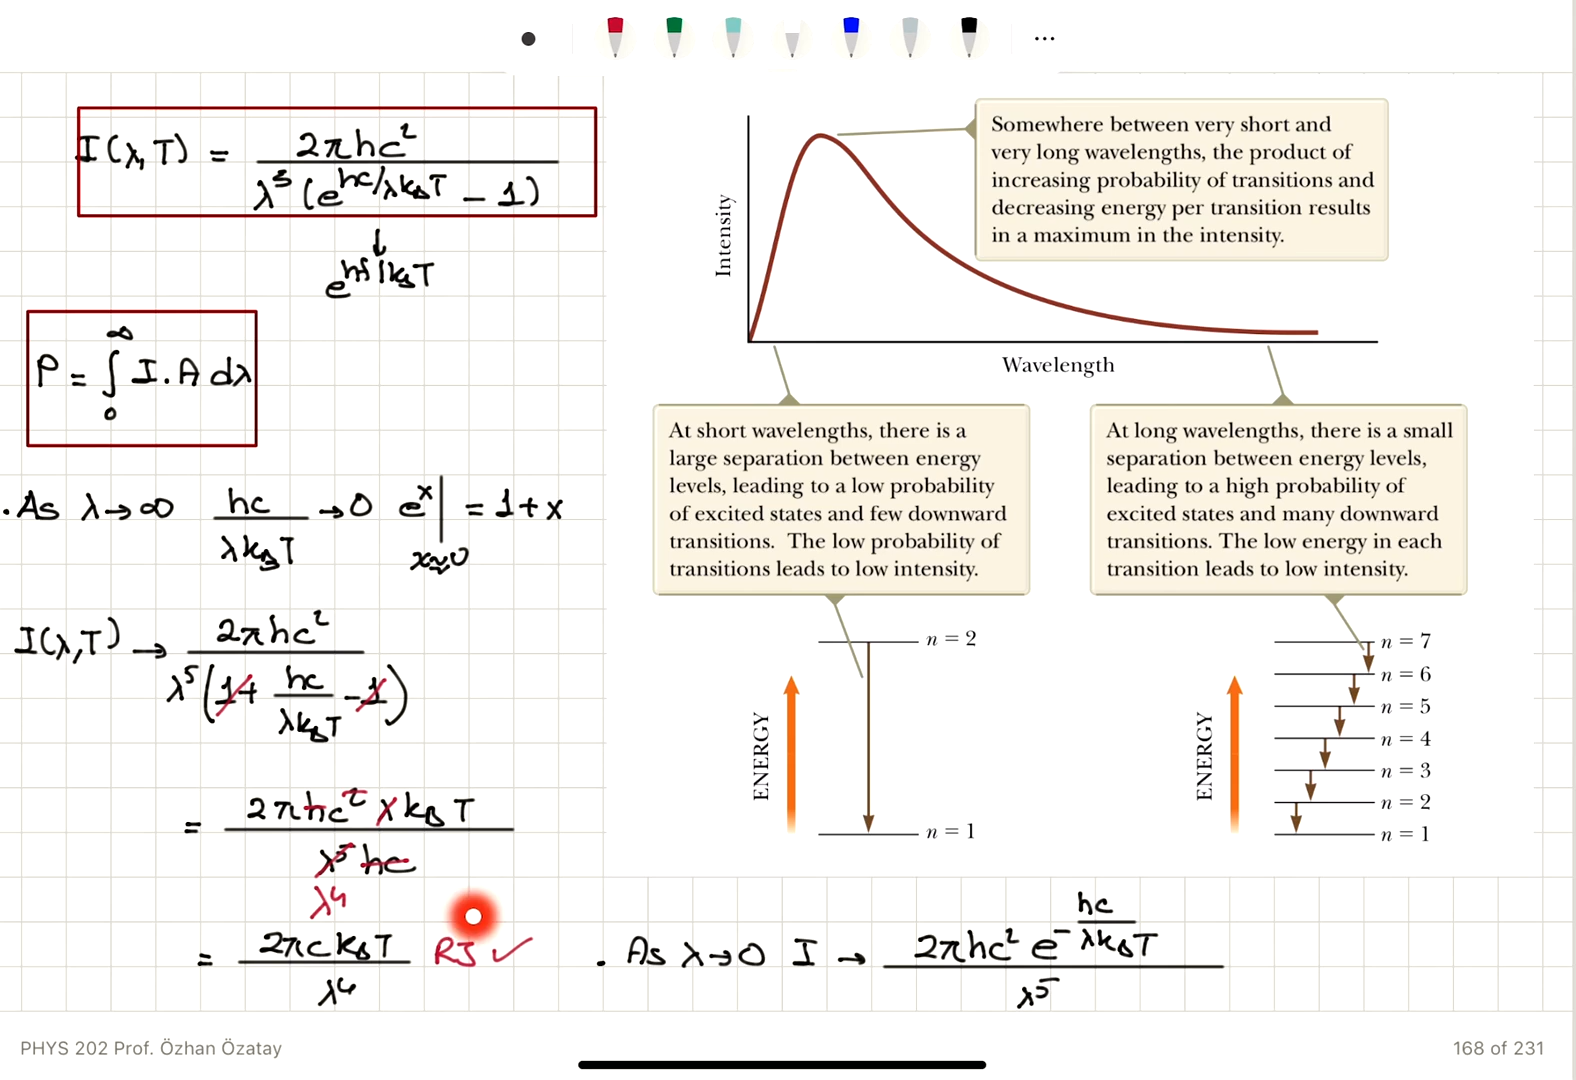 ...
I(λ,T) = 2πhc² / λ⁵(e^hc/λk_BT − 1)
↓
e^hf/k_BT
P = ∫₀^∞ I.A dλ
. As λ→∞ hc/λk_BT →0 eˣ|x≈0 = 1+x
I(λ,T) → 2πhc² / λ⁵(1+ hc/λk_BT −1)
= 2πhc² λk_BT / λ⁵hc
λ⁴
= 2πck_BT / λ⁴ RJ ✓
Intensity
Wavelength
Somewhere between very short and
very long wavelengths, the product of
increasing probability of transitions and
decreasing energy per transition results
in a maximum in the intensity.
At short wavelengths, there is a
large separation between energy
levels, leading to a low probability
of excited states and few downward
transitions. The low probability of
transitions leads to low intensity.
At long wavelengths, there is a small
separation between energy levels,
leading to a high probability of
excited states and many downward
transitions. The low energy in each
transition leads to low intensity.
ENERGY
n = 2
n = 1
ENERGY
n = 7
n = 6
n = 5
n = 4
n = 3
n = 2
n = 1
. As λ→0 I → 2πhc² e^−hc/λk_BT / λ⁵
PHYS 202 Prof. Özhan Özatay
168 of 231